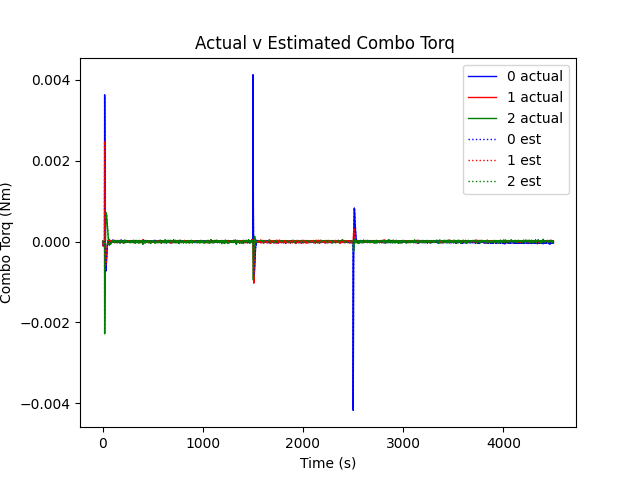 Actual v Estimated Combo Torq
Combo Torq (Nm)
0.004
0.002
0.000
−0.002
−0.004
0 actual
1 actual
2 actual
0 est
1 est
2 est
0
1000
2000
3000
4000
Time (s)